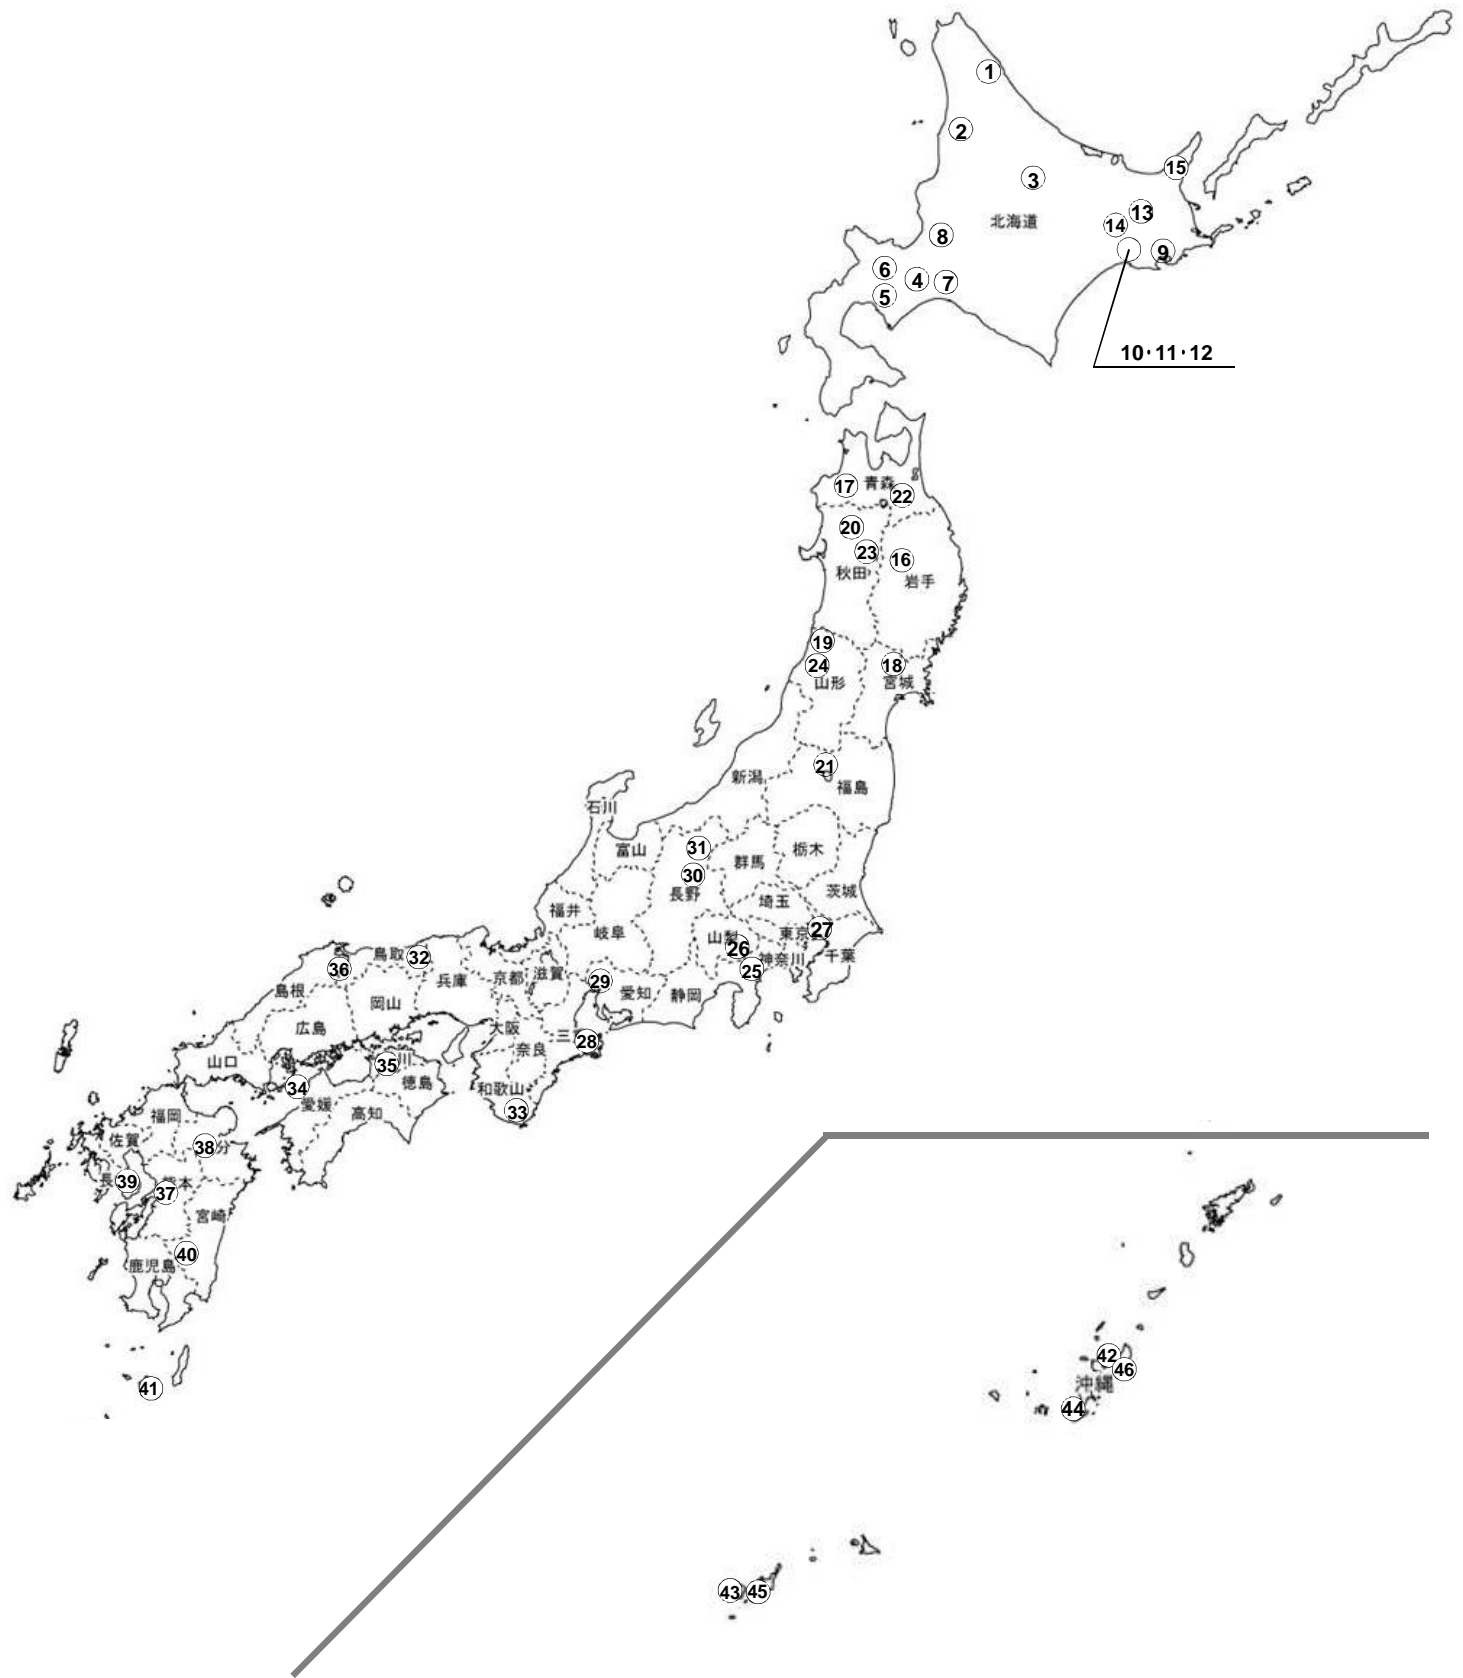 1
2
15
3
13
北海道
14
8
9
6
4
7
5
10・11・12
17
青森
22
20
23
16
秋田
岩手
19
24
18
山形
宮城
21
新潟
福島
石川
31
富山
栃木
群馬
30
長野
茨城
埼玉
福井
27
岐阜
東京
山梨
26
32
鳥取
千葉
神奈川
36
25
兵庫
京都
滋賀
29
島根
岡山
愛知
静岡
広島
大阪
三
28
奈良
山口
35
川
徳島
34
和歌山
愛媛
33
福岡
高知
佐賀
38
分
長
39
本
37
宮崎
40
鹿児島
41
42
46
沖縄
44
43
45